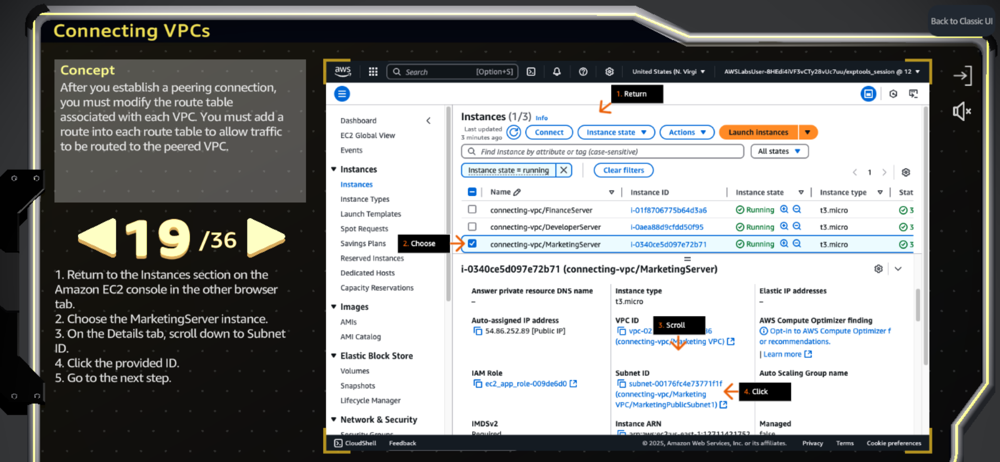 Back to Classic UI
Connecting VPCs
Concept
After you establish a peering connection,
you must modify the route table
associated with each VPC. You must add a
route into each route table to allow traffic
to be routed to the peered VPC.
19 /36
1. Return to the Instances section on the
Amazon EC2 console in the other browser
tab.
2. Choose the MarketingServer instance.
3. On the Details tab, scroll down to Subnet
ID.
4. Click the provided ID.
5. Go to the next step.
aws
Search [Option+S]
United States (N. Virgi
AWSLabsUser-8HEdi4iVF3vCTy28vUc7uu/exptools_session @ 12
1. Return
Dashboard
EC2 Global View
Events
Instances
Instances
Instance Types
Launch Templates
Spot Requests
Savings Plans
Reserved Instances
Dedicated Hosts
Capacity Reservations
Images
AMIs
AMI Catalog
Elastic Block Store
Volumes
Snapshots
Lifecycle Manager
Network & Security
Security Groups
Instances (1/3) Info
Last updated
3 minutes ago
Connect
Instance state
Actions
Launch instances
Find Instance by attribute or tag (case-sensitive)
All states
Instance state = running
Clear filters
1
Name Instance ID Instance state Instance type Stat
connecting-vpc/FinanceServer i-01f8706775b64d3a6 Running t3.micro 3
connecting-vpc/DeveloperServer i-0aea88d9cfdd50f95 Running t3.micro 3
2. Choose
connecting-vpc/MarketingServer i-0340ce5d097e72b71 Running t3.micro 3
i-0340ce5d097e72b71 (connecting-vpc/MarketingServer)
Answer private resource DNS name
–
Instance type
t3.micro
Elastic IP addresses
–
Auto-assigned IP address
54.86.252.89 [Public IP]
VPC ID
vpc-02
36
(connecting-vpc/Marketing VPC)
3. Scroll
AWS Compute Optimizer finding
Opt-in to AWS Compute Optimizer f
or recommendations.
| Learn more
IAM Role
ec2_app_role-009de6d0
Subnet ID
subnet-00176fc4e73771f1f
(connecting-vpc/Marketing
VPC/MarketingPublicSubnet1)
4. Click
Auto Scaling Group name
IMDSv2
Required
Instance ARN
arn:aws:ec2:us-east-1:12711421752
Managed
false
CloudShell
Feedback
© 2025, Amazon Web Services, Inc. or its affiliates.
Privacy
Terms
Cookie preferences